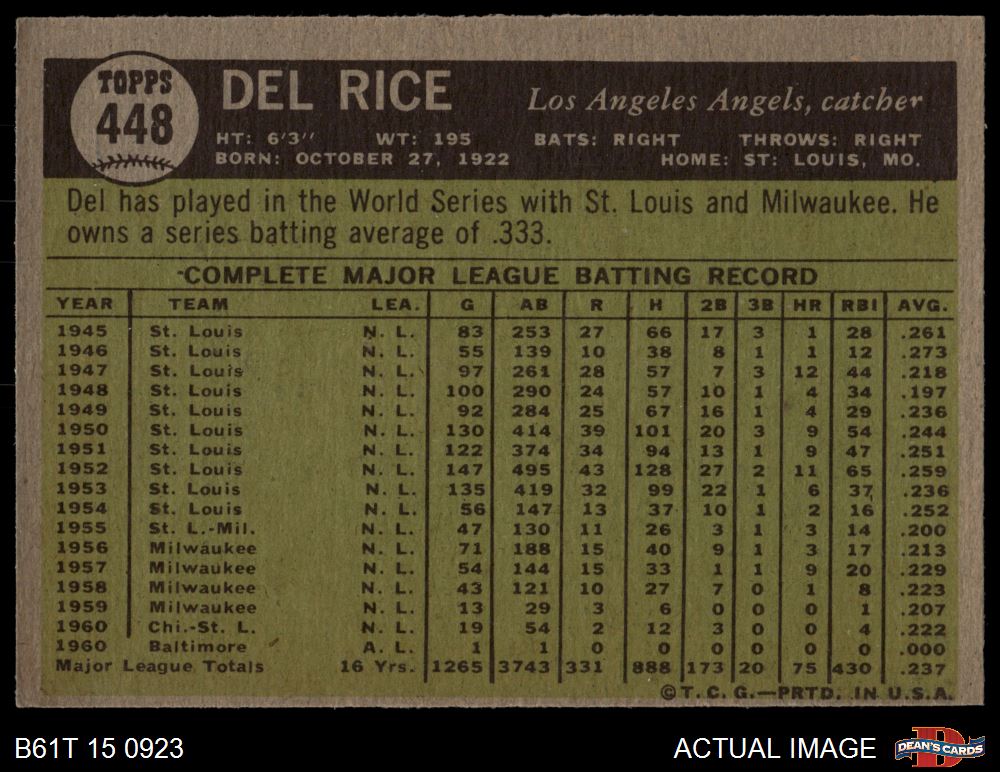 TOPPS
448
DEL RICE
Los Angeles Angels, catcher
HT: 6'3" WT: 195 BATS: RIGHT THROWS: RIGHT
BORN: OCTOBER 27, 1922 HOME: ST: LOUIS, MO.
Del has played in the World Series with St. Louis and Milwaukee. He
owns a series batting average of .333.
COMPLETE MAJOR LEAGUE BATTING RECORD
YEAR TEAM LEA. G AB R H 2B 3B HR RBI AVG.
1945 St. Louis N. L. 83 253 27 66 17 3 1 28 .261
1946 St. Louis N. L. 55 139 10 38 8 1 1 12 .273
1947 St. Louis N. L. 97 261 28 57 7 3 12 44 .218
1948 St. Louis N. L. 100 290 24 57 10 1 4 34 .197
1949 St. Louis N. L. 92 284 25 67 16 1 4 29 .236
1950 St. Louis N. L. 130 414 39 101 20 3 9 54 .244
1951 St. Louis N. L. 122 374 34 94 13 1 9 47 .251
1952 St. Louis N. L. 147 495 43 128 27 2 11 65 .259
1953 St. Louis N. L. 135 419 32 99 22 1 6 37 .236
1954 St. Louis N. L. 56 147 13 37 10 1 2 16 .252
1955 St. L.-Mil. N. L. 47 130 11 26 3 1 3 14 .200
1956 Milwaukee N. L. 71 188 15 40 9 1 3 17 .213
1957 Milwaukee N. L. 54 144 15 33 1 1 9 20 .229
1958 Milwaukee N. L. 43 121 10 27 7 0 1 8 .223
1959 Milwaukee N. L. 13 29 3 6 0 0 0 1 .207
1960 Chi.-St. L. N. L. 19 54 2 12 3 0 0 4 .222
1960 Baltimore A. L. 1 1 0 0 0 0 0 0 .000
Major League Totals 16 Yrs. 1265 3743 331 888 173 20 75 430 .237
© T. C. G.—PRTD. IN U.S.A.
B61T 15 0923
ACTUAL IMAGE
DEAN'S CARDS